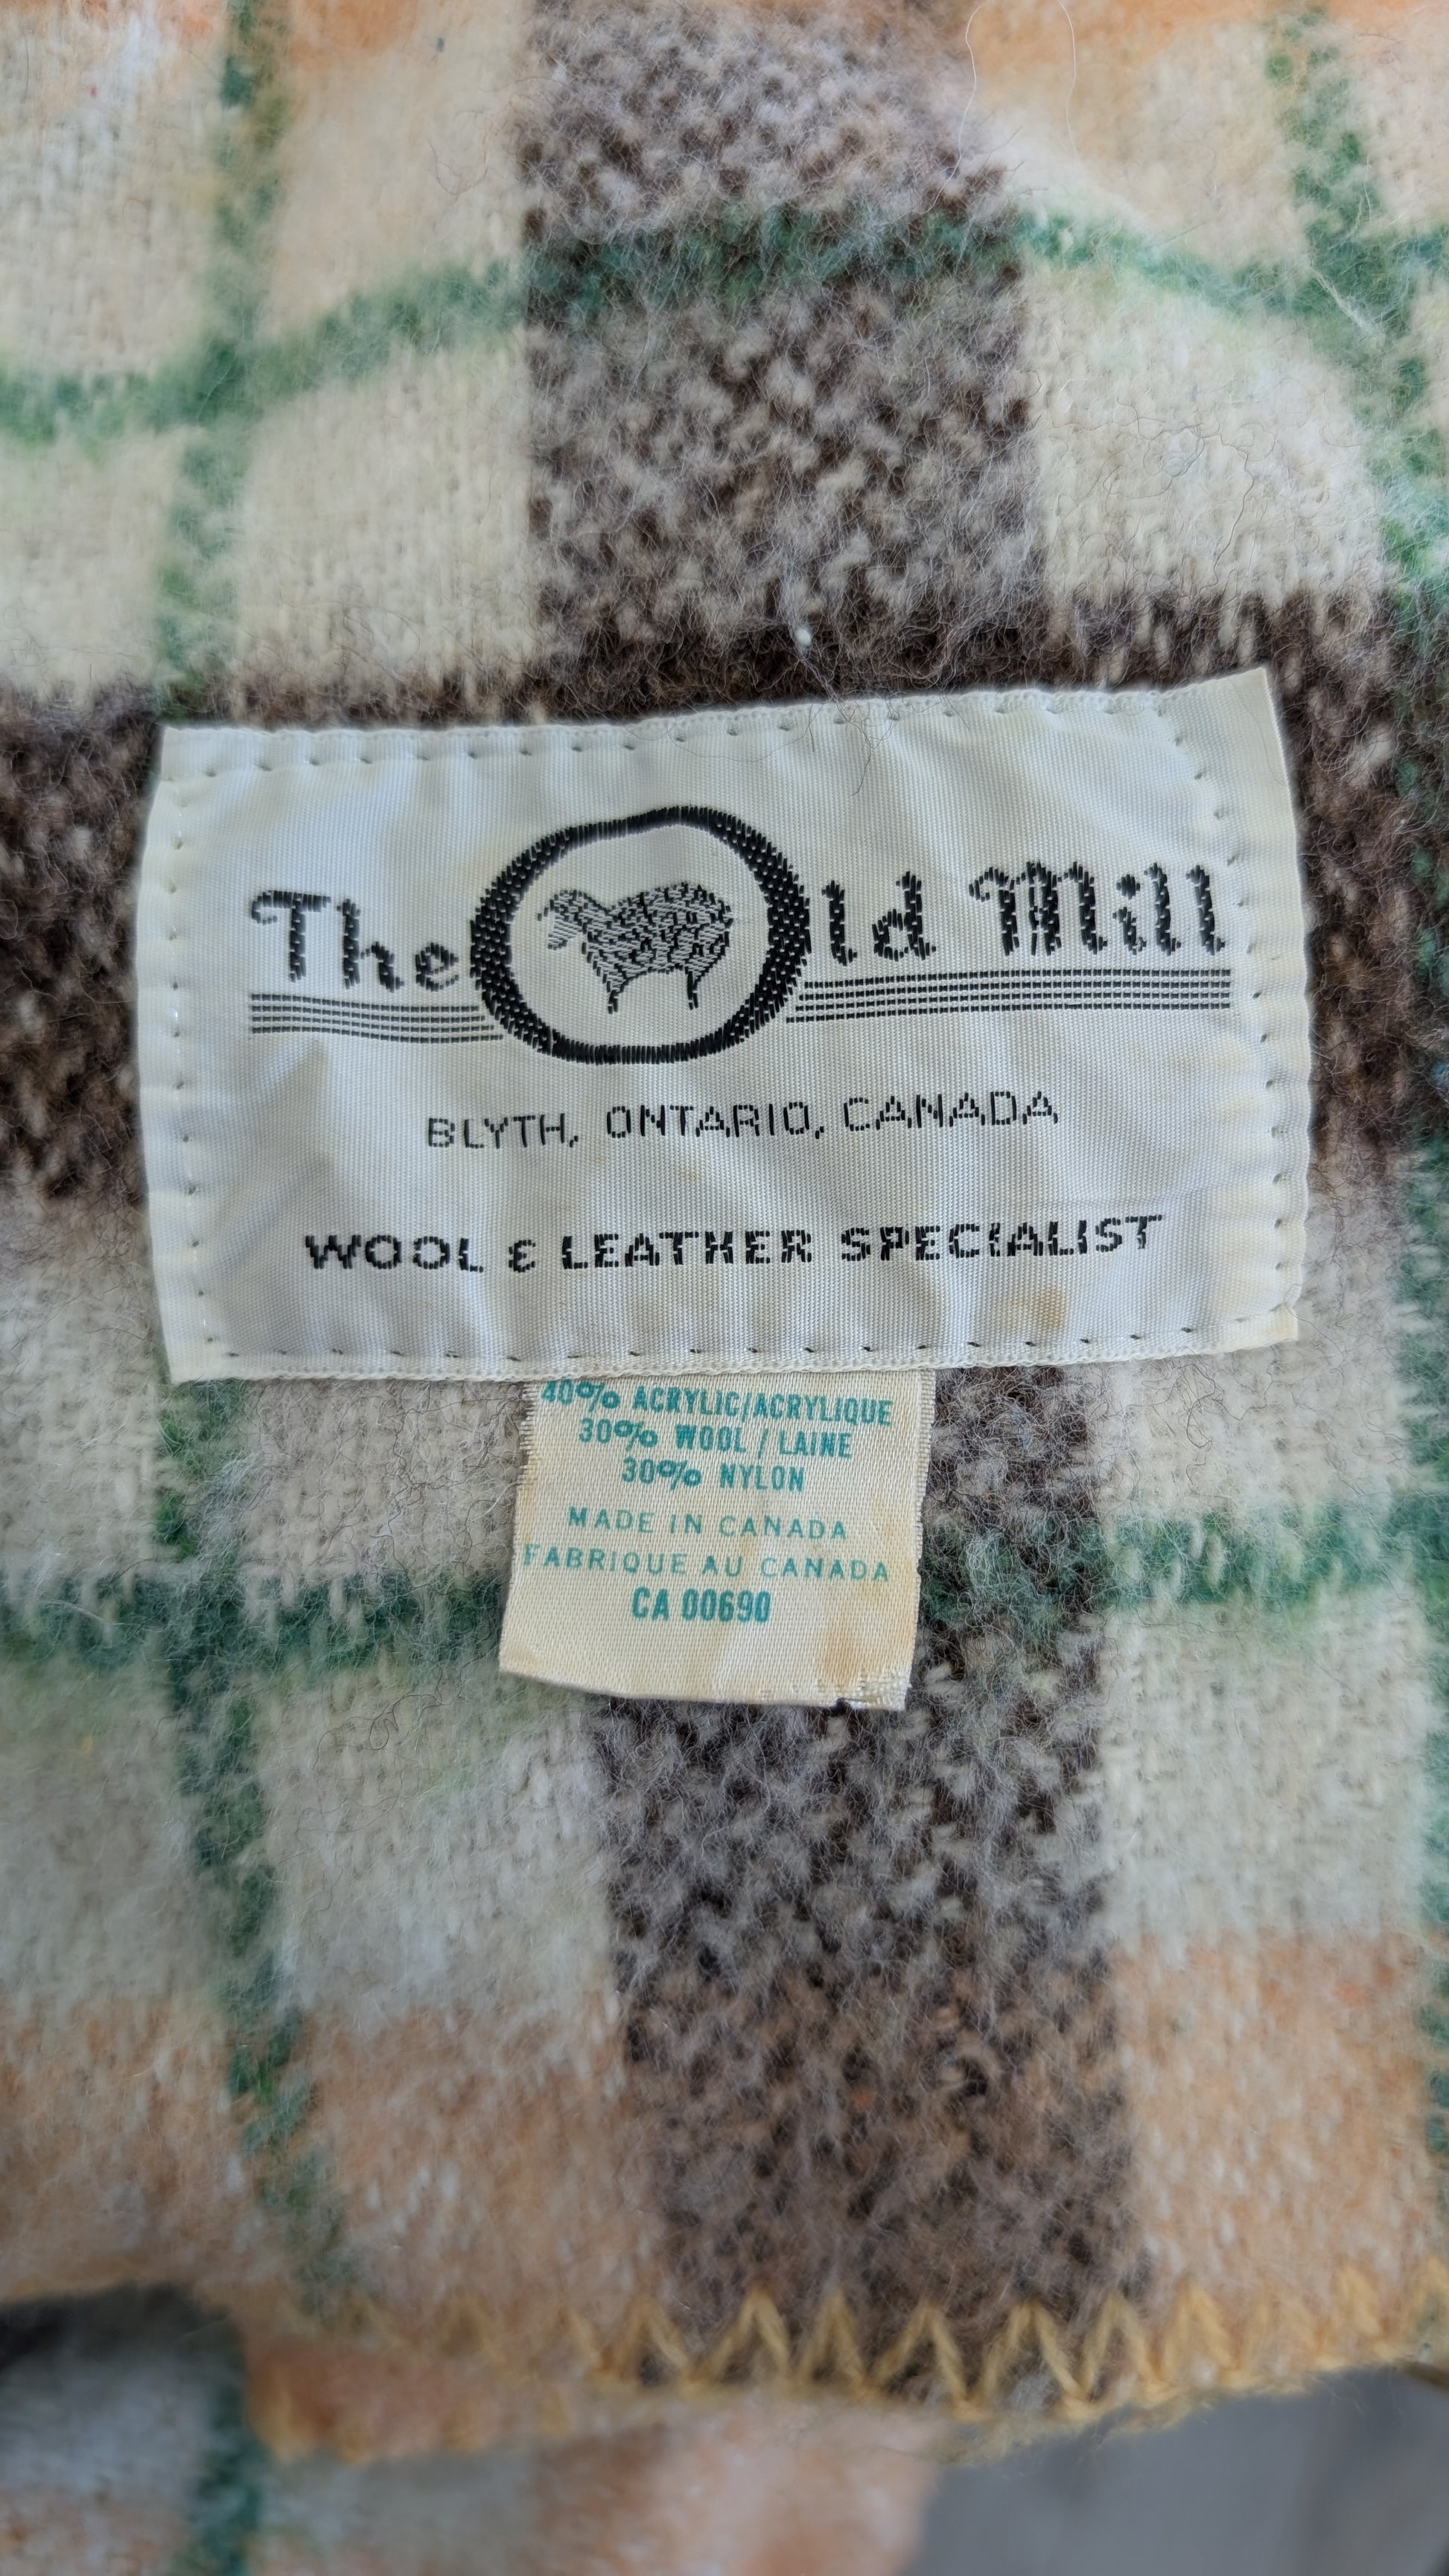 The Old Mill
BLYTH, ONTARIO, CANADA
WOOL & LEATHER SPECIALIST
40% ACRYLIC/ACRYLIQUE
30% WOOL / LAINE
30% NYLON
MADE IN CANADA
FABRIQUE AU CANADA
CA 00690